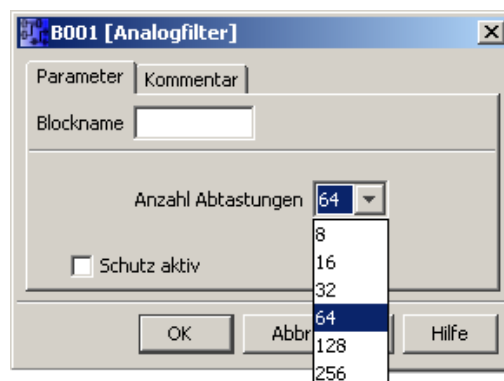 B001 [Analogfilter]
Parameter Kommentar
Blockname
Anzahl Abtastungen 64
8
16
Schutz aktiv
32
64
OK Hilfe
128
256